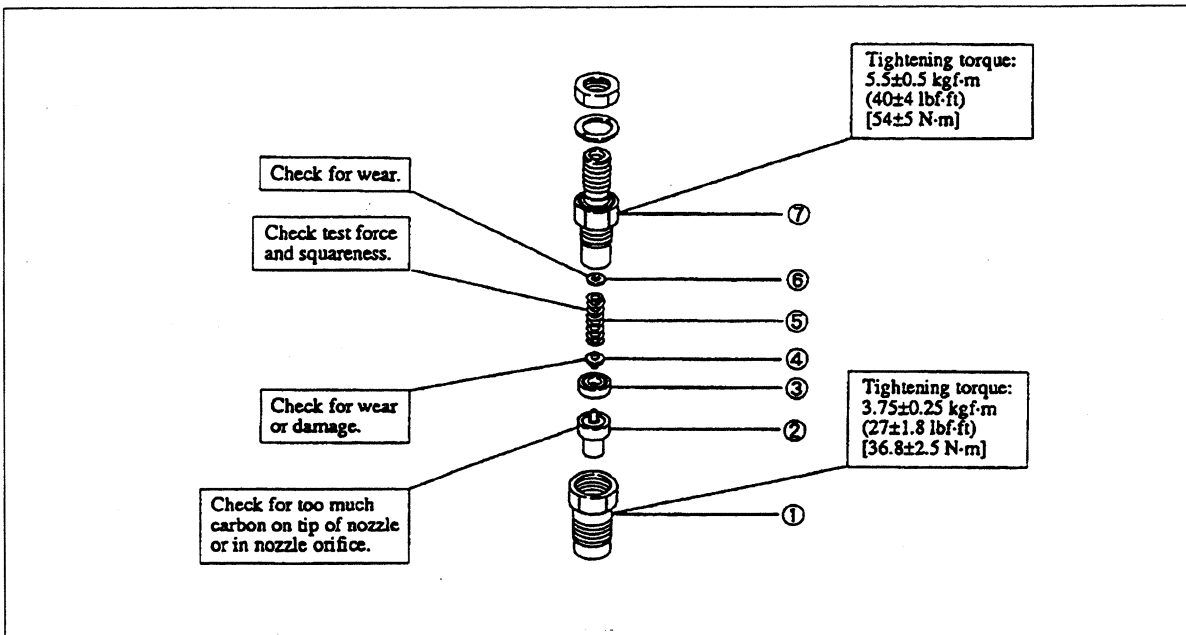 Tightening torque:
5.5±0.5 kgf·m
(40±4 lbf·ft)
[54±5 N·m]
Check for wear.
⑦
Check test force
and squareness.
⑥
⑤
④
③
Check for wear
or damage.
Tightening torque:
3.75±0.25 kgf·m
(27±1.8 lbf·ft)
[36.8±2.5 N·m]
②
Check for too much
carbon on tip of nozzle
or in nozzle orifice.
①